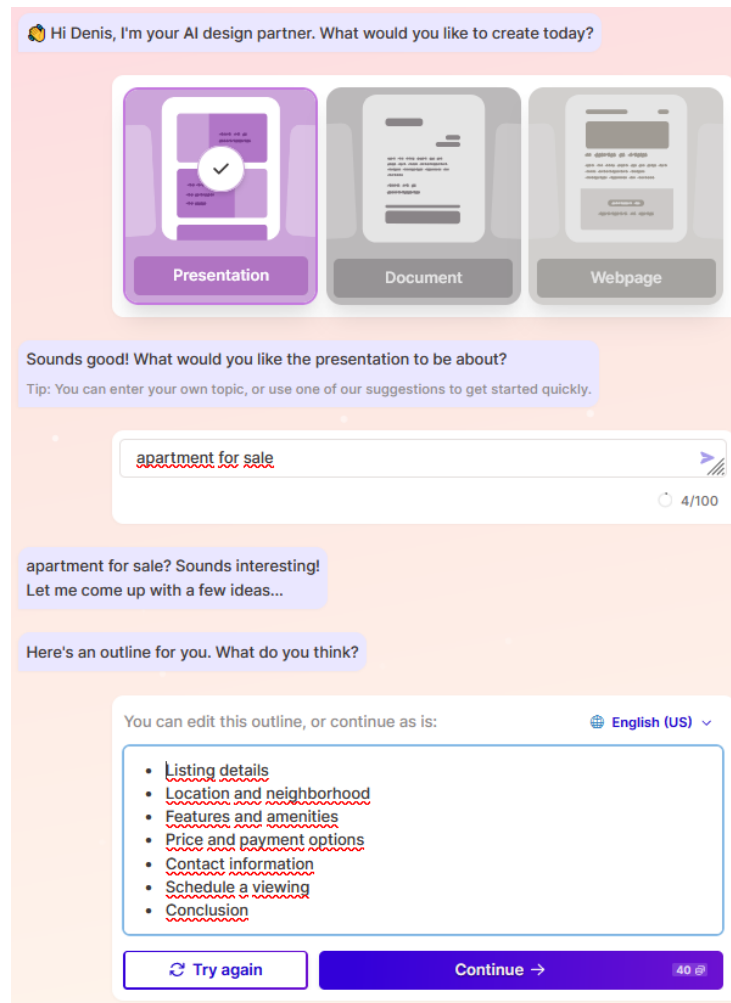 Hi Denis, I'm your AI design partner. What would you like to create today?
Presentation
Document
Webpage
Sounds good! What would you like the presentation to be about?
Tip: You can enter your own topic, or use one of our suggestions to get started quickly.
apartment for sale
4/100
apartment for sale? Sounds interesting!
Let me come up with a few ideas...
Here's an outline for you. What do you think?
You can edit this outline, or continue as is:
English (US)
• Listing details
• Location and neighborhood
• Features and amenities
• Price and payment options
• Contact information
• Schedule a viewing
• Conclusion
Try again
Continue →
40